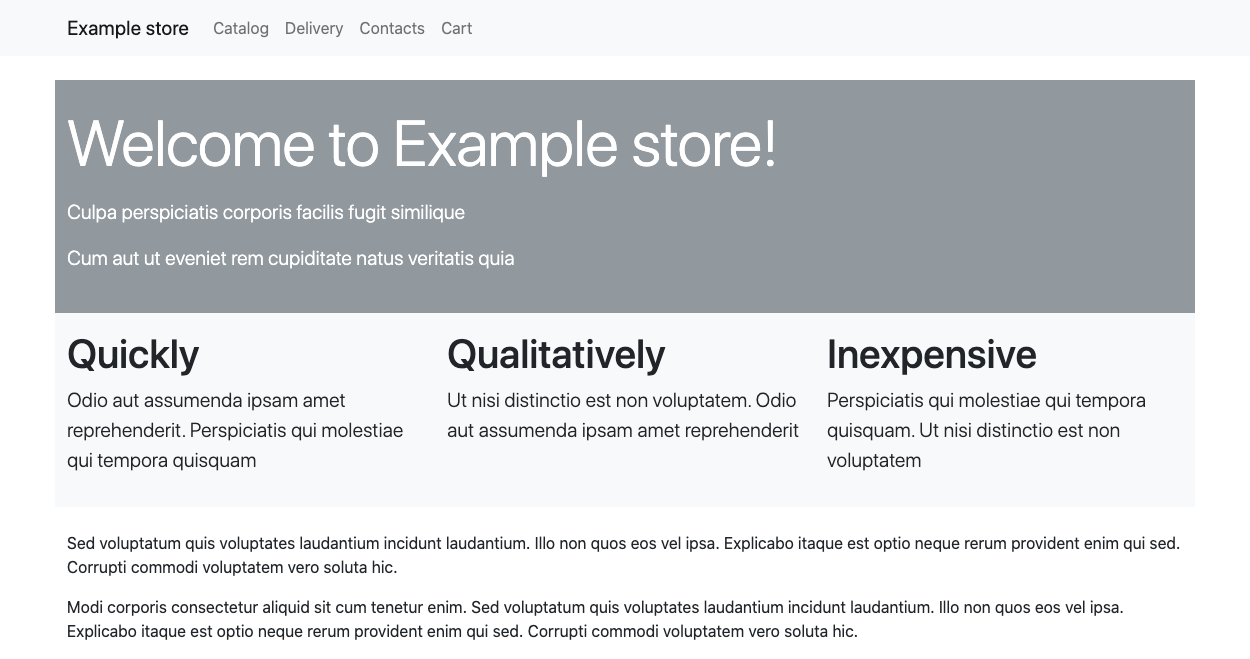 Example store Catalog Delivery Contacts Cart
Welcome to Example store!
Culpa perspiciatis corporis facilis fugit similique
Cum aut ut eveniet rem cupiditate natus veritatis quia
Quickly
Odio aut assumenda ipsam amet
reprehenderit. Perspiciatis qui molestiae
qui tempora quisquam
Qualitatively
Ut nisi distinctio est non voluptatem. Odio
aut assumenda ipsam amet reprehenderit
Inexpensive
Perspiciatis qui molestiae qui tempora
quisquam. Ut nisi distinctio est non
voluptatem
Sed voluptatum quis voluptates laudantium incidunt laudantium. Illo non quos eos vel ipsa. Explicabo itaque est optio neque rerum provident enim qui sed.
Corrupti commodi voluptatem vero soluta hic.
Modi corporis consectetur aliquid sit cum tenetur enim. Sed voluptatum quis voluptates laudantium incidunt laudantium. Illo non quos eos vel ipsa.
Explicabo itaque est optio neque rerum provident enim qui sed. Corrupti commodi voluptatem vero soluta hic.